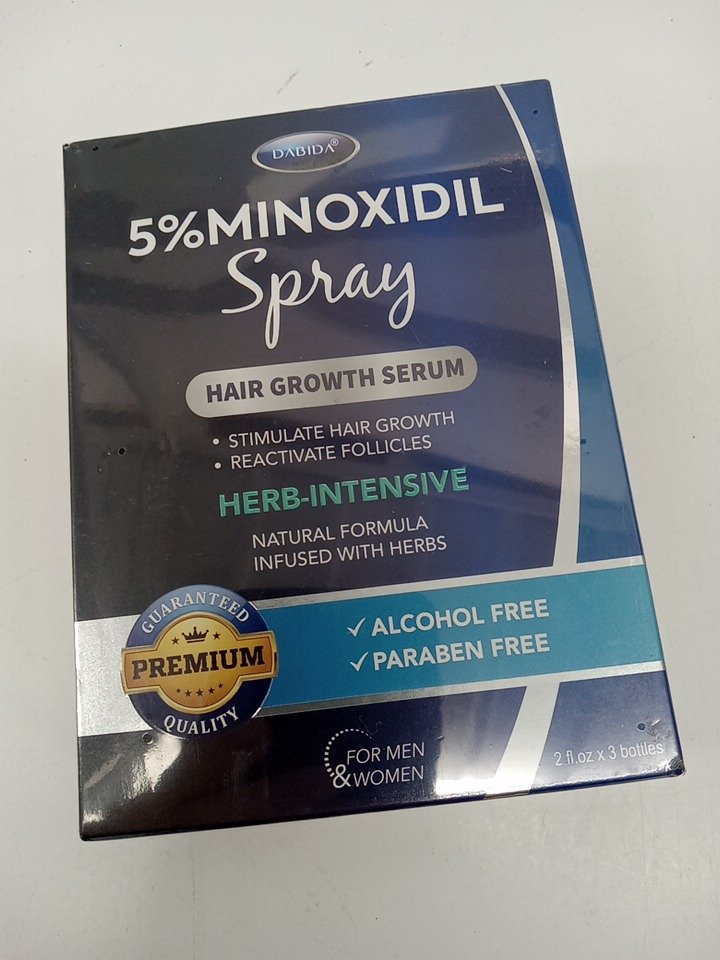 DABIDA®
5%MINOXIDIL
Spray
HAIR GROWTH SERUM
• STIMULATE HAIR GROWTH
• REACTIVATE FOLLICLES
HERB-INTENSIVE
NATURAL FORMULA
INFUSED WITH HERBS
GUARANTEED
PREMIUM
QUALITY
✓ ALCOHOL FREE
✓ PARABEN FREE
FOR MEN
&WOMEN
2 fl.oz x 3 bottles